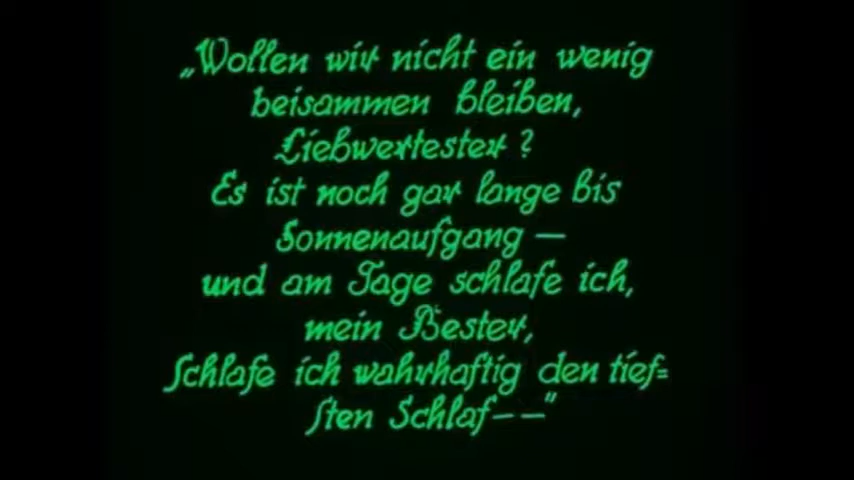 „Wollen wir nicht ein wenig
beisammen bleiben,
Liebwertester?
Es ist noch gar lange bis
Sonnenaufgang —
und am Tage schlafe ich,
mein Bester,
schlafe ich wahrhaftig den tief=
sten Schlaf— —"